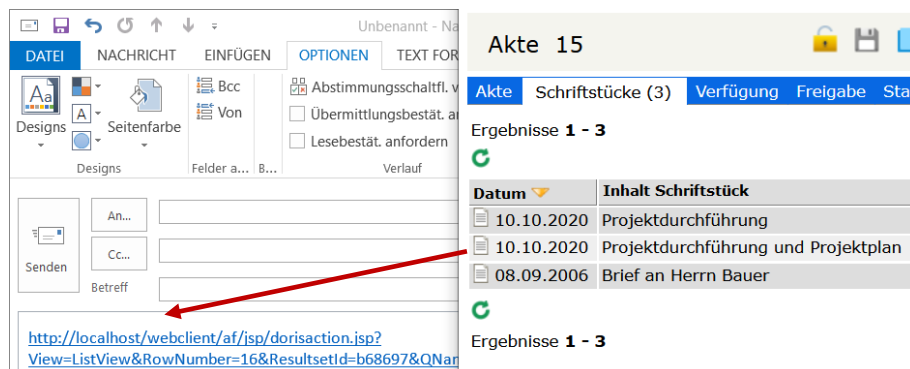 Unbenannt - Na
DATEI NACHRICHT EINFÜGEN OPTIONEN TEXT FOR
Aa
Designs
A
Seitenfarbe
Bcc
Von
Abstimmungsschaltfl. v
Übermittlungsbestät. a
Lesebestät. anfordern
Designs Felder a... B... Verlauf
Senden
An...
Cc...
Betreff
http://localhost/webclient/af/jsp/dorisaction.jsp?
View=ListView&RowNumber=16&ResultsetId=b68697&QNa
Akte 15
Akte Schriftstücke (3) Verfügung Freigabe Sta
Ergebnisse 1 - 3
Datum Inhalt Schriftstück
10.10.2020 Projektdurchführung
10.10.2020 Projektdurchführung und Projektplan
08.09.2006 Brief an Herrn Bauer
Ergebnisse 1 - 3